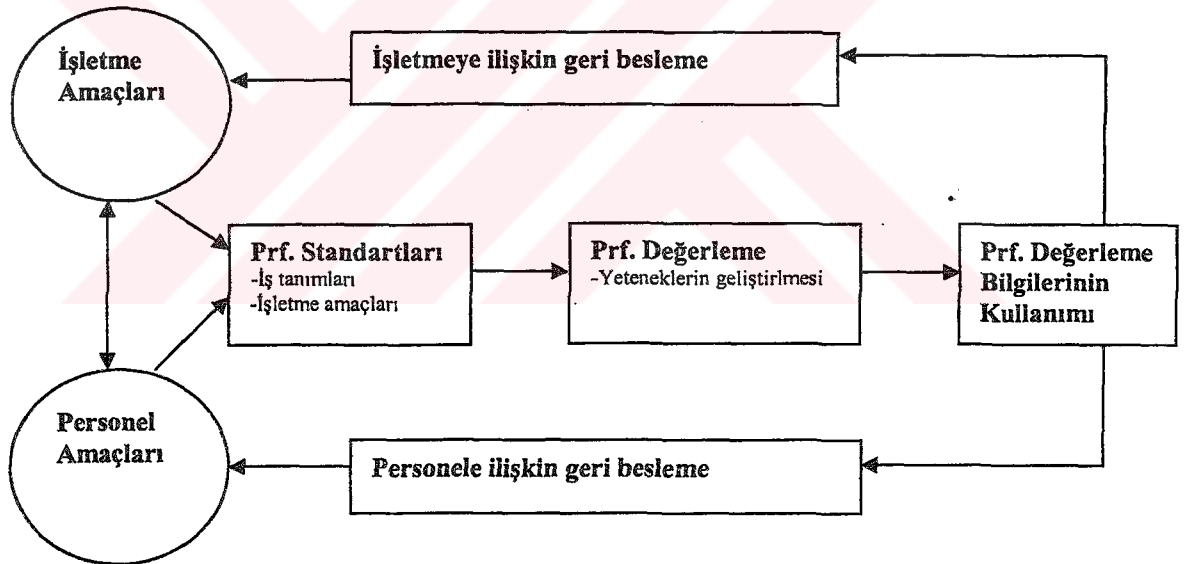 İşletme
Amaçları
İşletmeye ilişkin geri besleme
Prf. Standartları
-İş tanımları
-İşletme amaçları
Prf. Değerleme
-Yeteneklerin geliştirilmesi
Prf. Değerleme
Bilgilerinin
Kullanımı
Personel
Amaçları
Personele ilişkin geri besleme